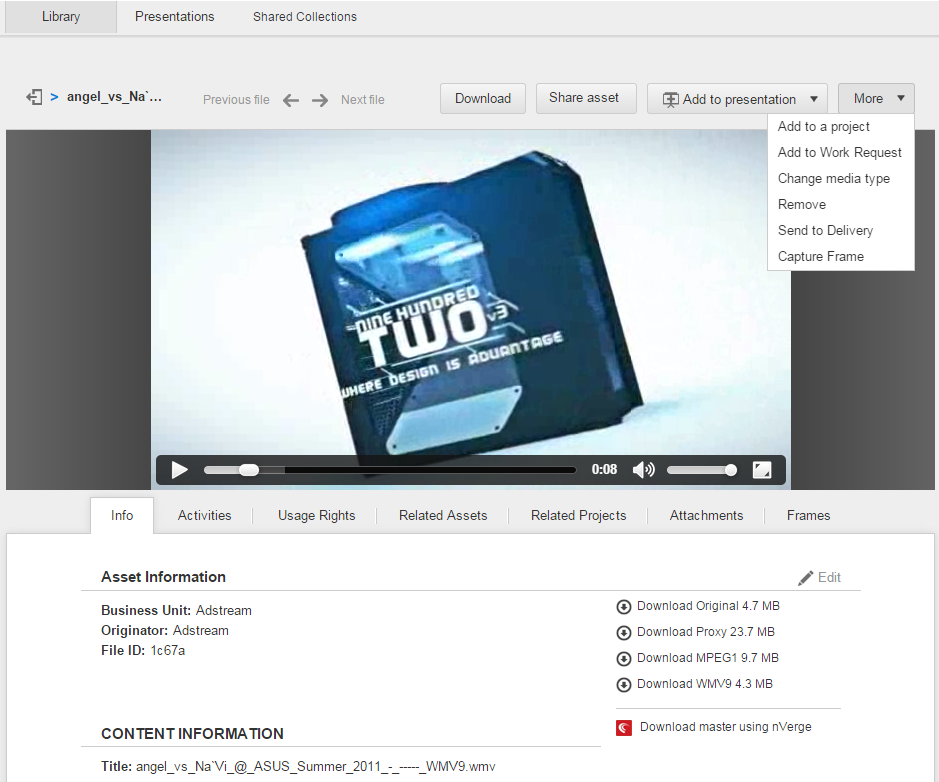 Library Presentations Shared Collections
> angel_vs_Na`... Previous file Next file Download Share asset Add to presentation More
Add to a project
Add to Work Request
Change media type
Remove
Send to Delivery
Capture Frame
NINE HUNDRED
TWO v3
WHERE DESIGN IS ADVANTAGE
0:08
Info Activities Usage Rights Related Assets Related Projects Attachments Frames
Asset Information Edit
Business Unit: Adstream
Originator: Adstream
File ID: 1c67a
Download Original 4.7 MB
Download Proxy 23.7 MB
Download MPEG1 9.7 MB
Download WMV9 4.3 MB
Download master using nVerge
CONTENT INFORMATION
Title: angel_vs_Na`Vi_@_ASUS_Summer_2011_-_-----_WMV9.wmv